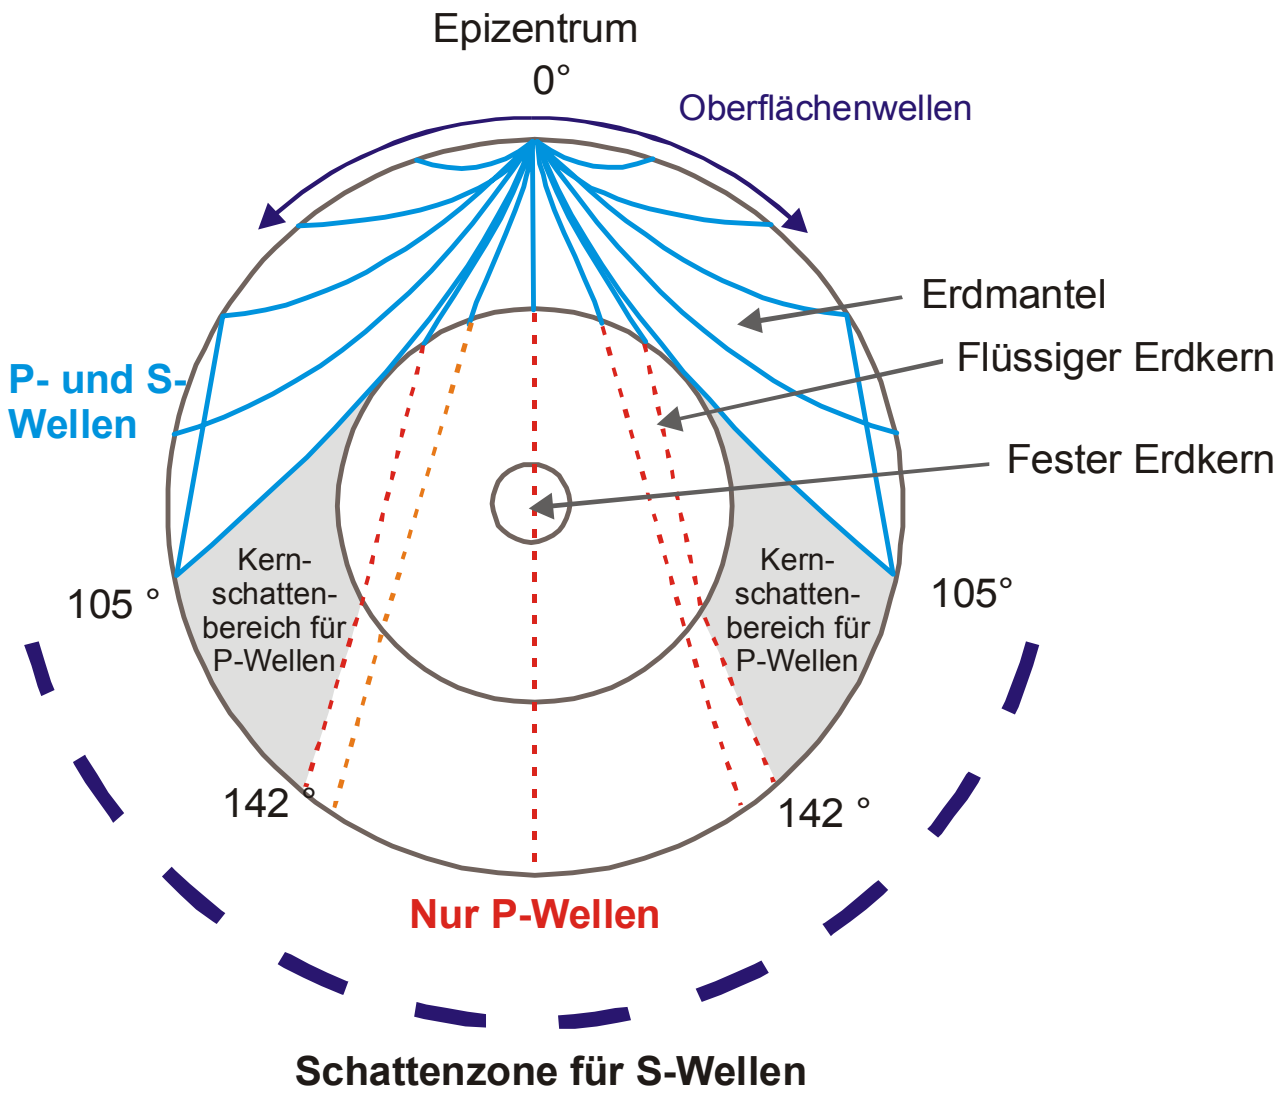 Epizentrum
0°
Oberflächenwellen
Erdmantel
Flüssiger Erdkern
P- und S-
Wellen
Fester Erdkern
Kern-
schatten-
bereich für
P-Wellen
Kern-
schatten-
bereich für
P-Wellen
105 °
105°
142 °
142 °
Nur P-Wellen
Schattenzone für S-Wellen